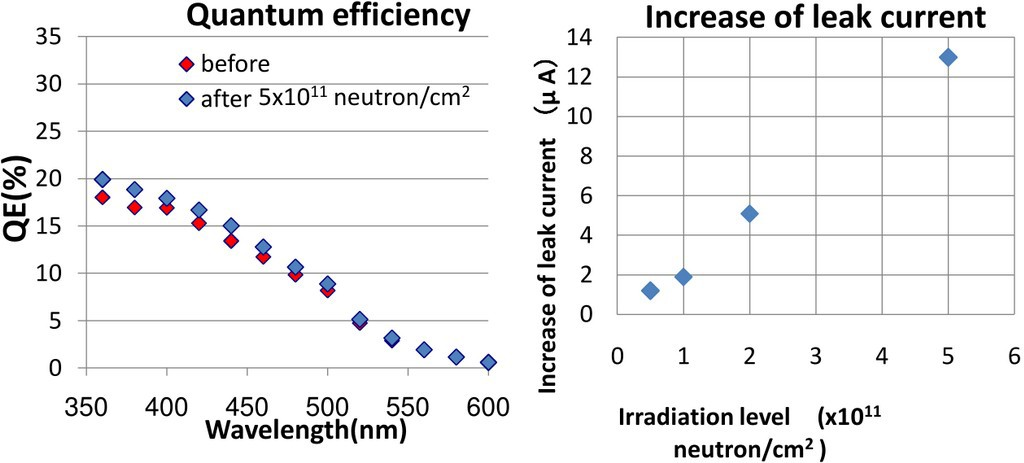 Quantum efficiency
35
30
25
20
15
10
5
0
QE(%)
before
after 5x10¹¹ neutron/cm²
350 400 450 500 550 600
Wavelength(nm)
Increase of leak current
14
12
10
8
6
4
2
0
Increase of leak current (μ A)
0 1 2 3 4 5 6
Irradiation level (x10¹¹
neutron/cm² )